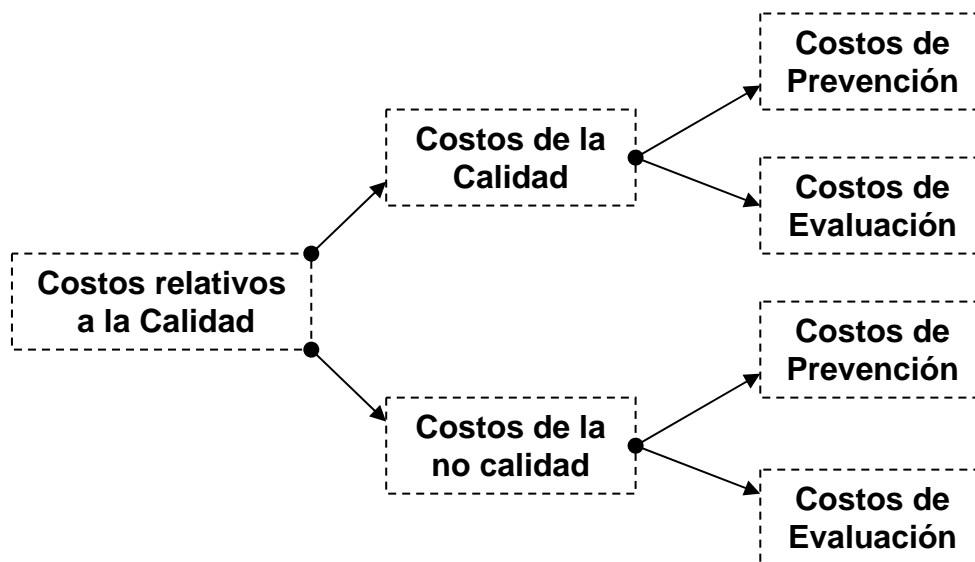 Costos relativos
a la Calidad
Costos de la
Calidad
Costos de
Prevención
Costos de
Evaluación
Costos de la
no calidad
Costos de
Prevención
Costos de
Evaluación